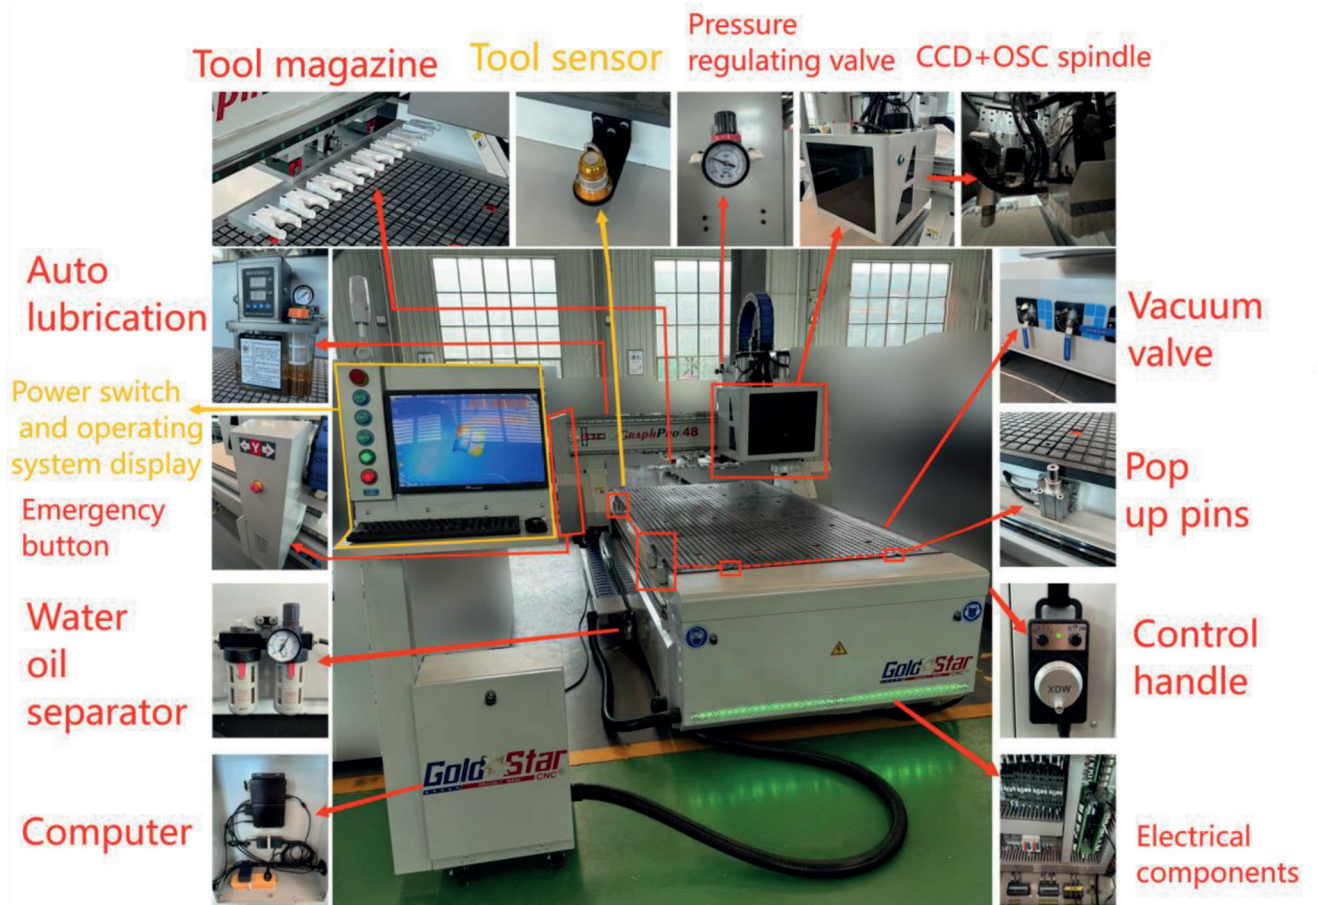 Tool magazine
Tool sensor
Pressure
regulating valve
CCD+OSC spindle
Auto
lubrication
Power switch
and operating
system display
Emergency
button
Water
oil
separator
Computer
Vacuum
valve
Pop
up pins
Control
handle
Electrical
components
Y
GRAPHPRO 48
XDW
Gold Star
CNC
Gold Star
CNC